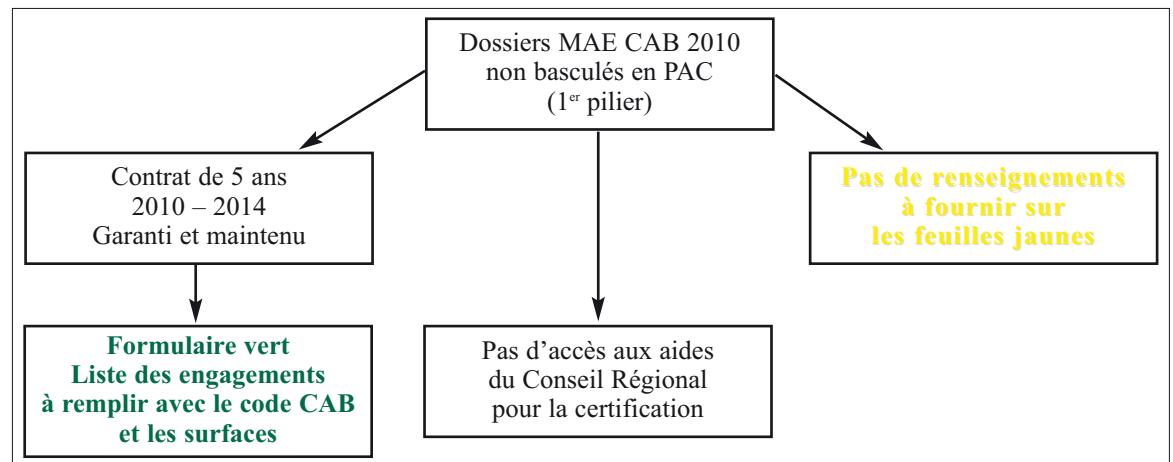 Dossiers MAE CAB 2010
non basculés en PAC
(1er pilier)
Contrat de 5 ans
2010 – 2014
Garanti et maintenu
Pas de renseignements
à fournir sur
les feuilles jaunes
Formulaire vert
Liste des engagements
à remplir avec le code CAB
et les surfaces
Pas d’accès aux aides
du Conseil Régional
pour la certification